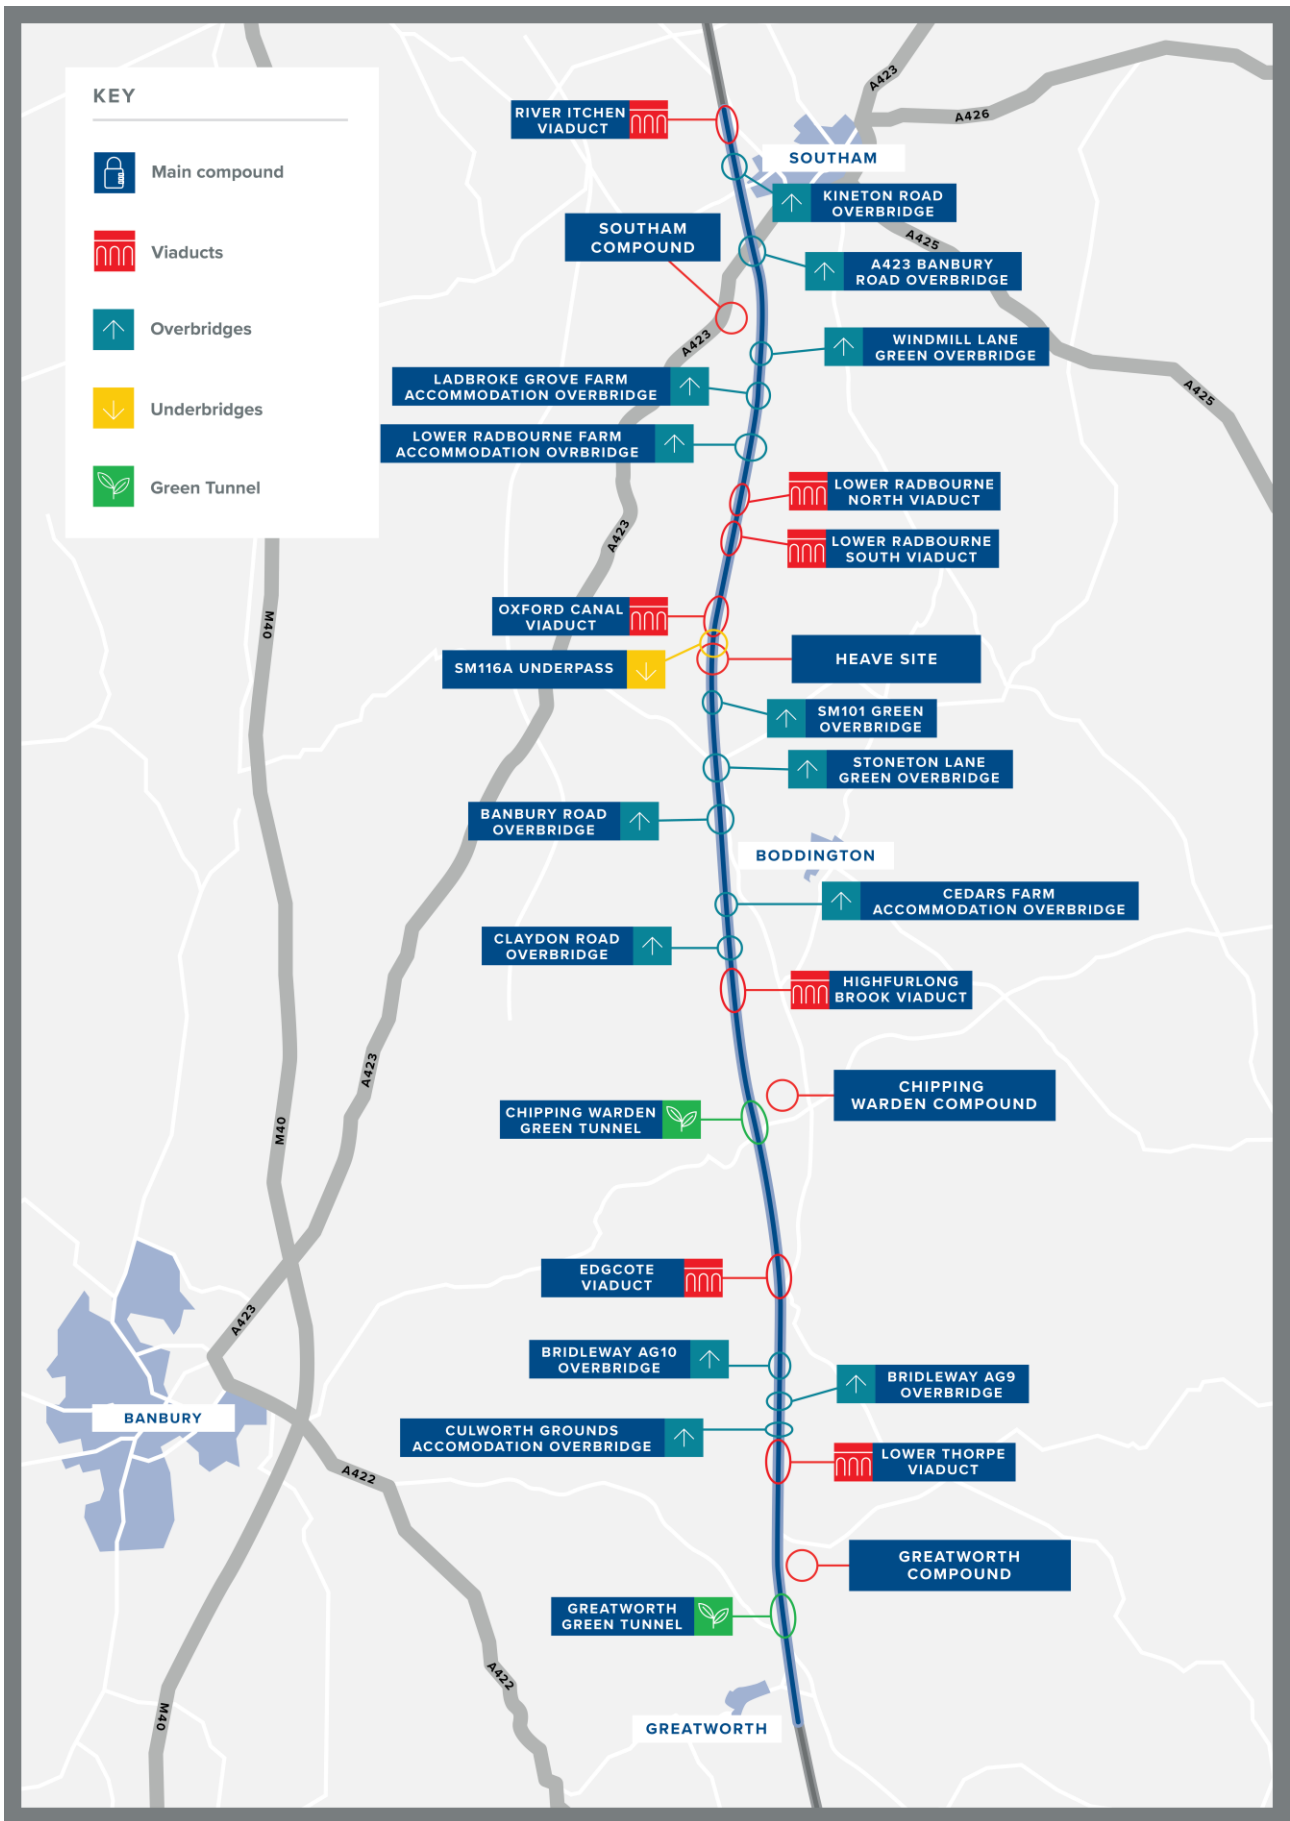 KEY
Main compound
Viaducts
Overbridges
Underbridges
Green Tunnel
A423
A426
RIVER ITCHEN
VIADUCT
SOUTHAM
KINETON ROAD
OVERBRIDGE
SOUTHAM
COMPOUND
A425
A423 BANBURY
ROAD OVERBRIDGE
A423
WINDMILL LANE
GREEN OVERBRIDGE
LADBROKE GROVE FARM
ACCOMMODATION OVERBRIDGE
A425
LOWER RADBOURNE FARM
ACCOMMODATION OVRBRIDGE
LOWER RADBOURNE
NORTH VIADUCT
A423
LOWER RADBOURNE
SOUTH VIADUCT
M40
OXFORD CANAL
VIADUCT
SM116A UNDERPASS
HEAVE SITE
SM101 GREEN
OVERBRIDGE
STONETON LANE
GREEN OVERBRIDGE
BANBURY ROAD
OVERBRIDGE
BODDINGTON
CEDARS FARM
ACCOMMODATION OVERBRIDGE
CLAYDON ROAD
OVERBRIDGE
HIGHFURLONG
BROOK VIADUCT
A423
CHIPPING
WARDEN COMPOUND
CHIPPING WARDEN
GREEN TUNNEL
M40
EDGCOTE
VIADUCT
A423
BRIDLEWAY AG10
OVERBRIDGE
BRIDLEWAY AG9
OVERBRIDGE
BANBURY
CULWORTH GROUNDS
ACCOMODATION OVERBRIDGE
LOWER THORPE
VIADUCT
A422
GREATWORTH
COMPOUND
GREATWORTH
GREEN TUNNEL
A422
M40
GREATWORTH